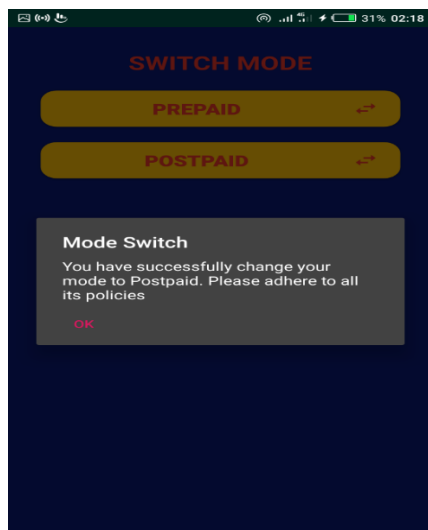 4G
31% 02:18
SWITCH MODE
PREPAID
POSTPAID
Mode Switch
You have successfully change your
mode to Postpaid. Please adhere to all
its policies
OK